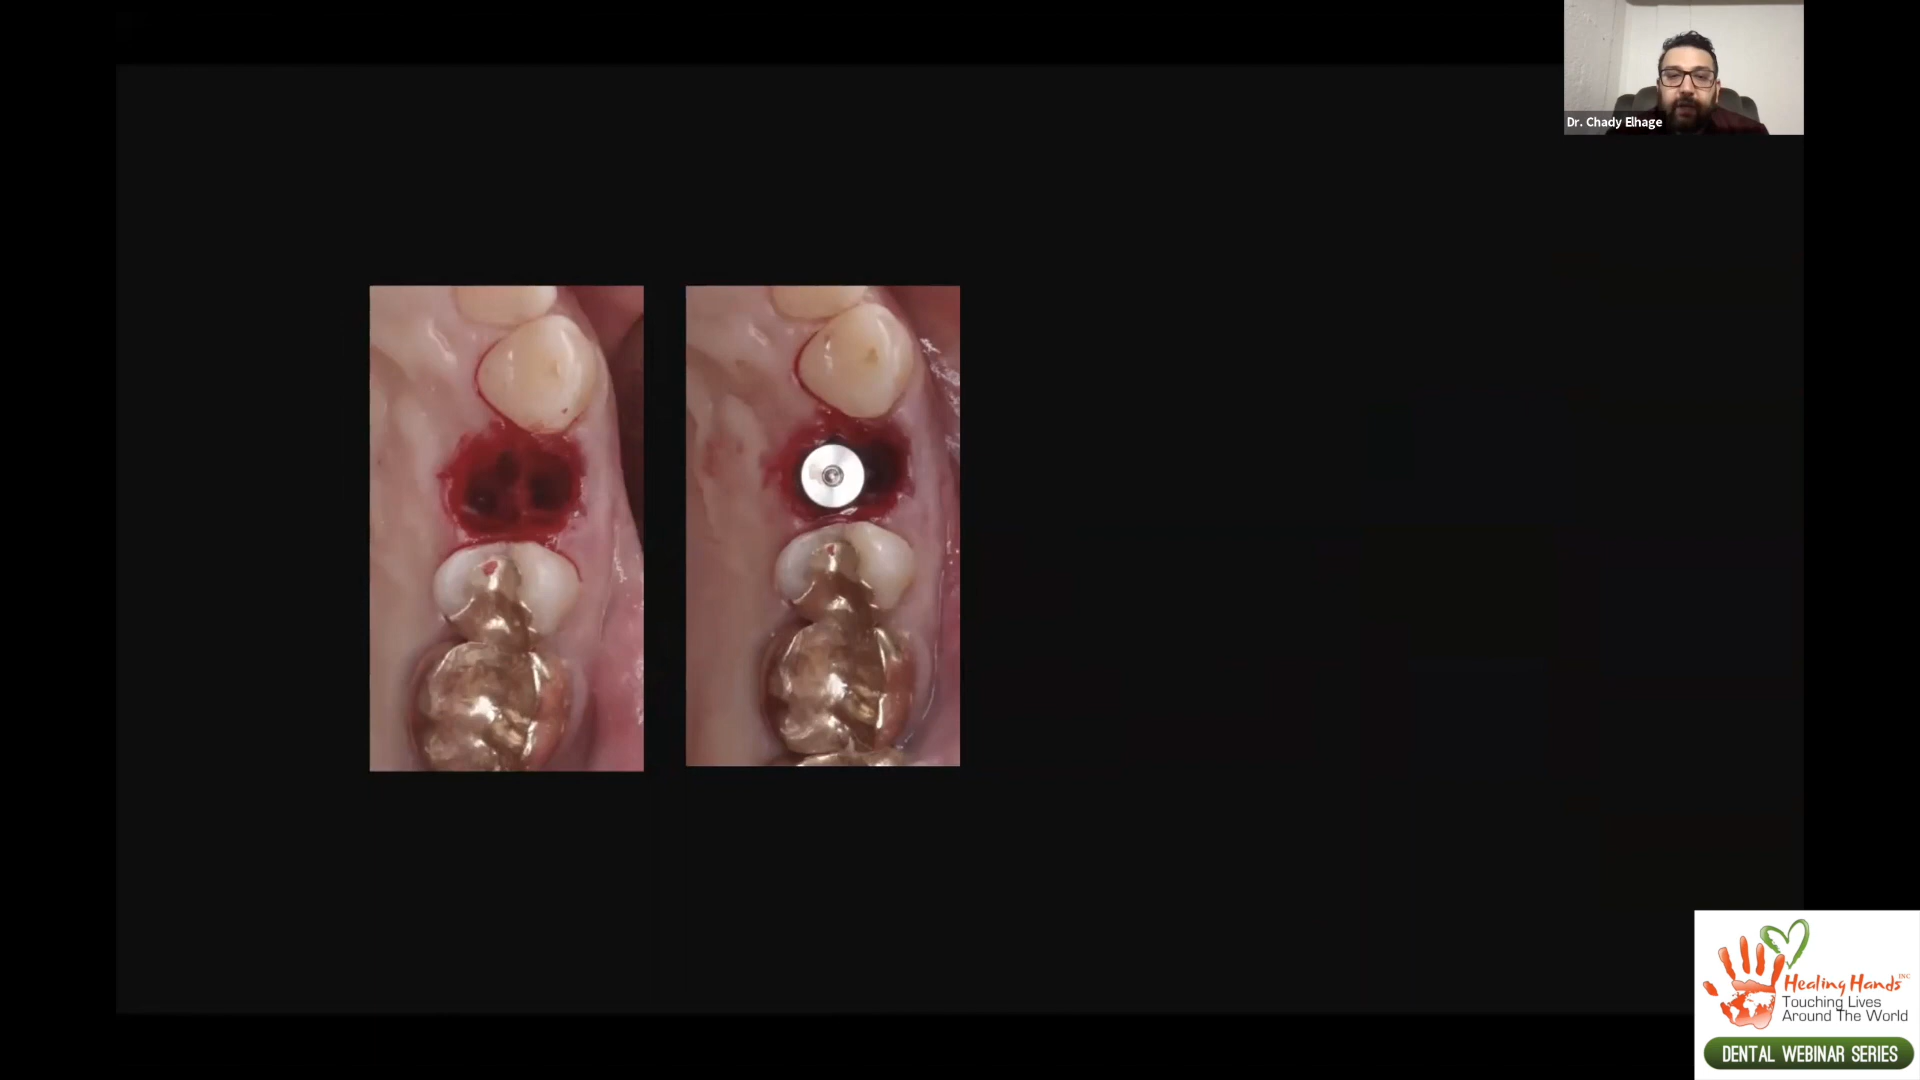 Dr. Chady Elhage
Healing Hands INC
Touching Lives
Around The World
DENTAL WEBINAR SERIES